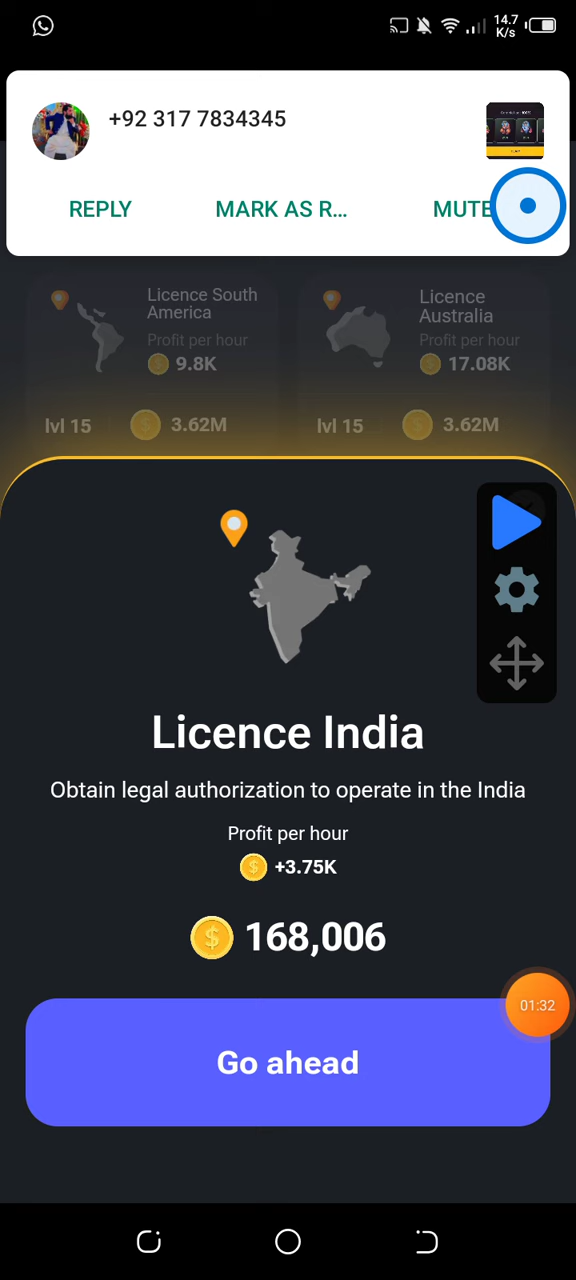 14.7
K/s
+92 317 7834345
REPLY
MARK AS R...
MUTE
Licence South
America
Profit per hour
9.8K
lvl 15
3.62M
Licence
Australia
Profit per hour
17.08K
lvl 15
3.62M
Licence India
Obtain legal authorization to operate in the India
Profit per hour
+3.75K
168,006
01:32
Go ahead